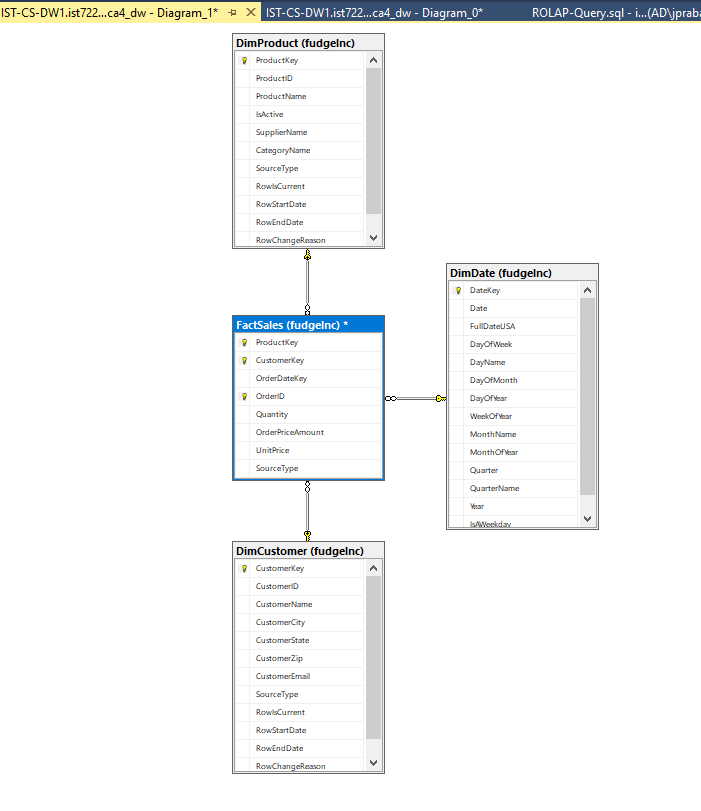 IST-CS-DW1.ist722...ca4_dw - Diagram_1*
IST-CS-DW1.ist722...ca4_dw - Diagram_0*
ROLAP-Query.sql - i...(AD\jpraba
DimProduct (fudgeInc)
ProductKey
ProductID
ProductName
IsActive
SupplierName
CategoryName
SourceType
RowIsCurrent
RowStartDate
RowEndDate
RowChangeReason
DimDate (fudgeInc)
DateKey
Date
FullDateUSA
DayOfWeek
DayName
DayOfMonth
DayOfYear
WeekOfYear
MonthName
MonthOfYear
Quarter
QuarterName
Year
IsAWeekday
FactSales (fudgeInc) *
ProductKey
CustomerKey
OrderDateKey
OrderID
Quantity
OrderPriceAmount
UnitPrice
SourceType
DimCustomer (fudgeInc)
CustomerKey
CustomerID
CustomerName
CustomerCity
CustomerState
CustomerZip
CustomerEmail
SourceType
RowIsCurrent
RowStartDate
RowEndDate
RowChangeReason